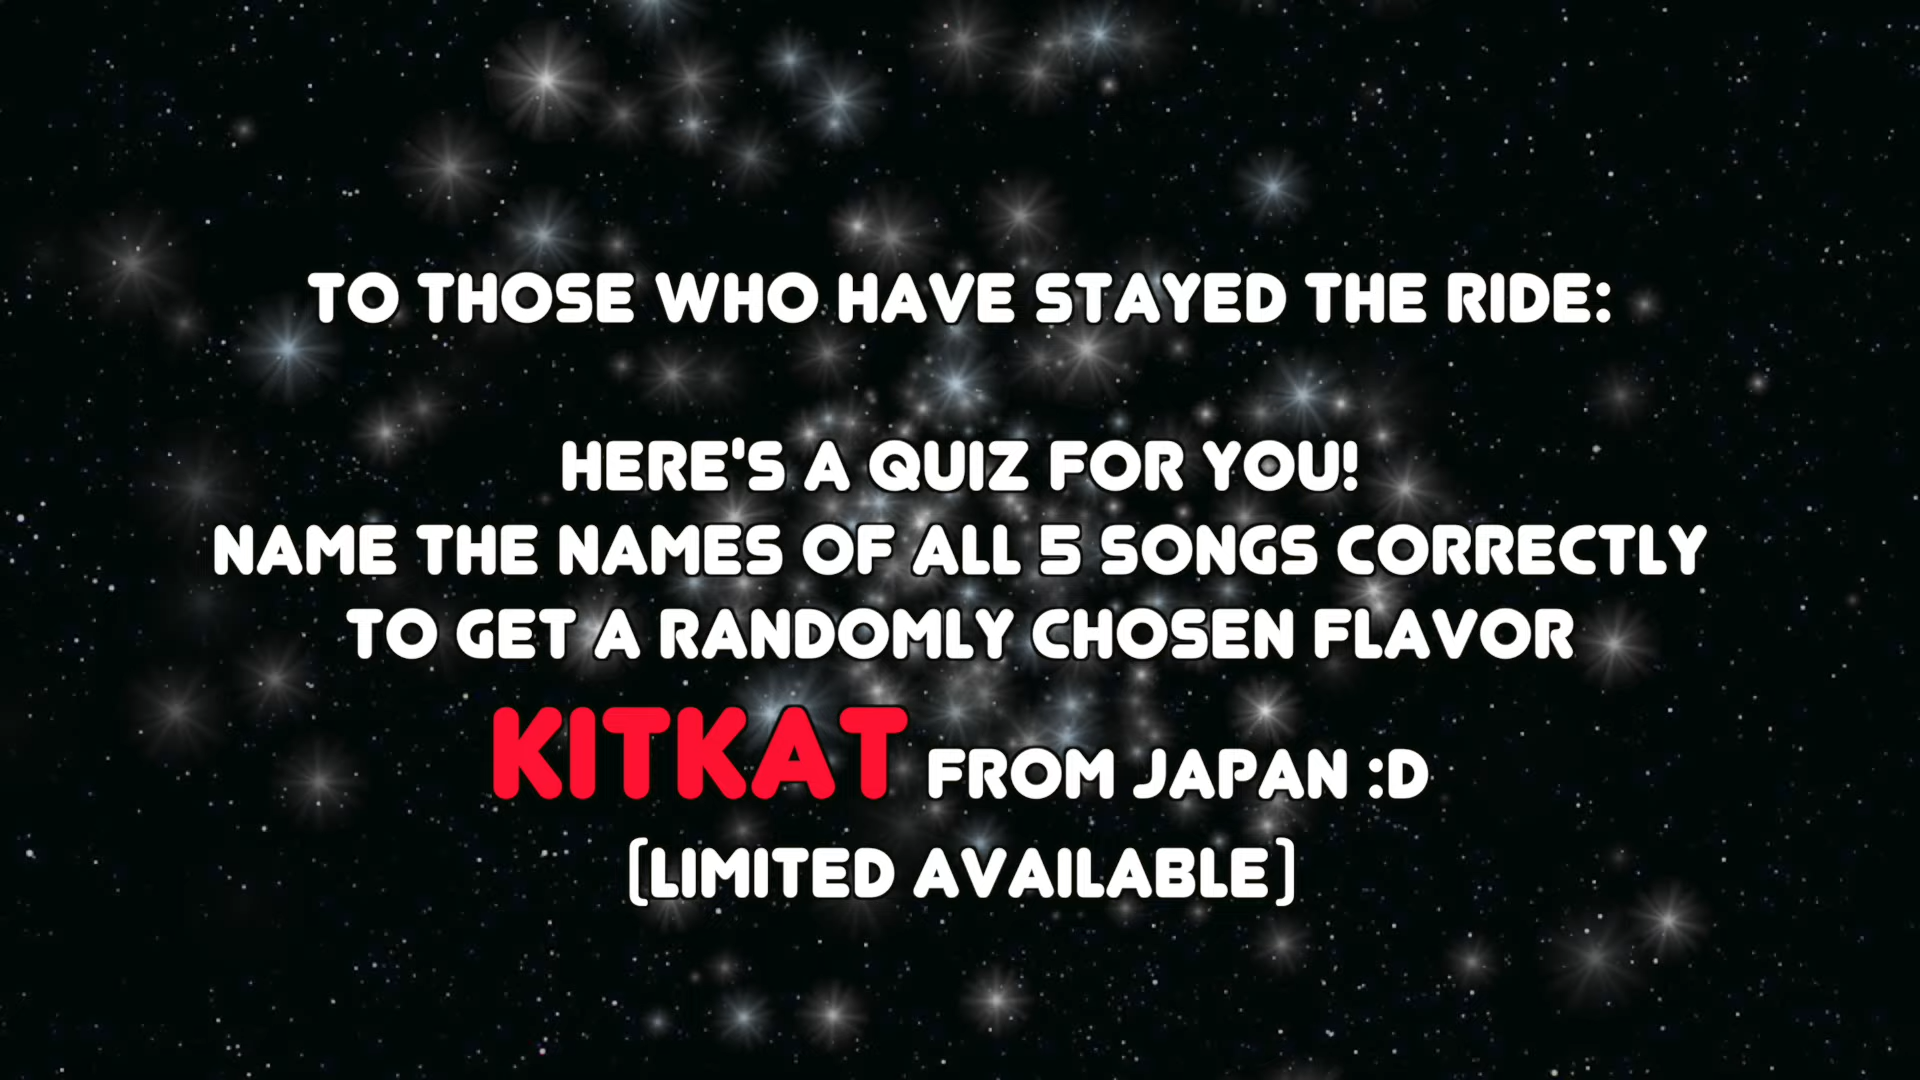 TO THOSE WHO HAVE STAYED THE RIDE:
HERE'S A QUIZ FOR YOU!
NAME THE NAMES OF ALL 5 SONGS CORRECTLY
TO GET A RANDOMLY CHOSEN FLAVOR
KITKAT FROM JAPAN :D
(LIMITED AVAILABLE)